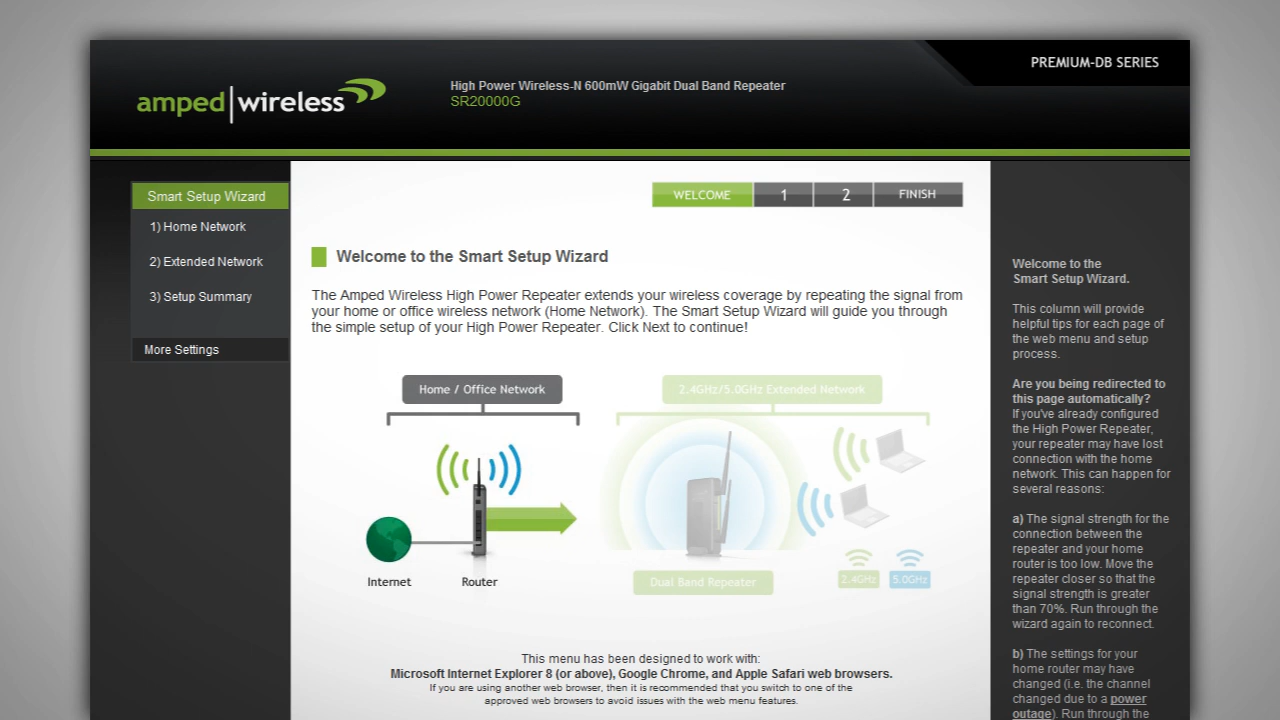 PREMIUM-DB SERIES
amped wireless
High Power Wireless-N 600mW Gigabit Dual Band Repeater
SR20000G
Smart Setup Wizard
1) Home Network
2) Extended Network
3) Setup Summary
More Settings
WELCOME 1 2 FINISH
Welcome to the Smart Setup Wizard
The Amped Wireless High Power Repeater extends your wireless coverage by repeating the signal from
your home or office wireless network (Home Network). The Smart Setup Wizard will guide you through
the simple setup of your High Power Repeater. Click Next to continue!
Home / Office Network
2.4GHz/5.0GHz Extended Network
Internet
Router
Dual Band Repeater
2.4GHz
5.0GHz
This menu has been designed to work with:
Microsoft Internet Explorer 8 (or above), Google Chrome, and Apple Safari web browsers.
If you are using another web browser, then it is recommended that you switch to one of the
approved web browsers to avoid issues with the web menu features.
Welcome to the
Smart Setup Wizard.
This column will provide
helpful tips for each page of
the web menu and setup
process.
Are you being redirected to
this page automatically?
If you've already configured
the High Power Repeater,
your repeater may have lost
connection with the home
network. This can happen for
several reasons:
a) The signal strength for the
connection between the
repeater and your home
router is too low. Move the
repeater closer so that the
signal strength is greater
than 70%. Run through the
wizard again to reconnect.
b) The settings for your
home router may have
changed (i.e. the channel
changed due to a power
outage). Run through the